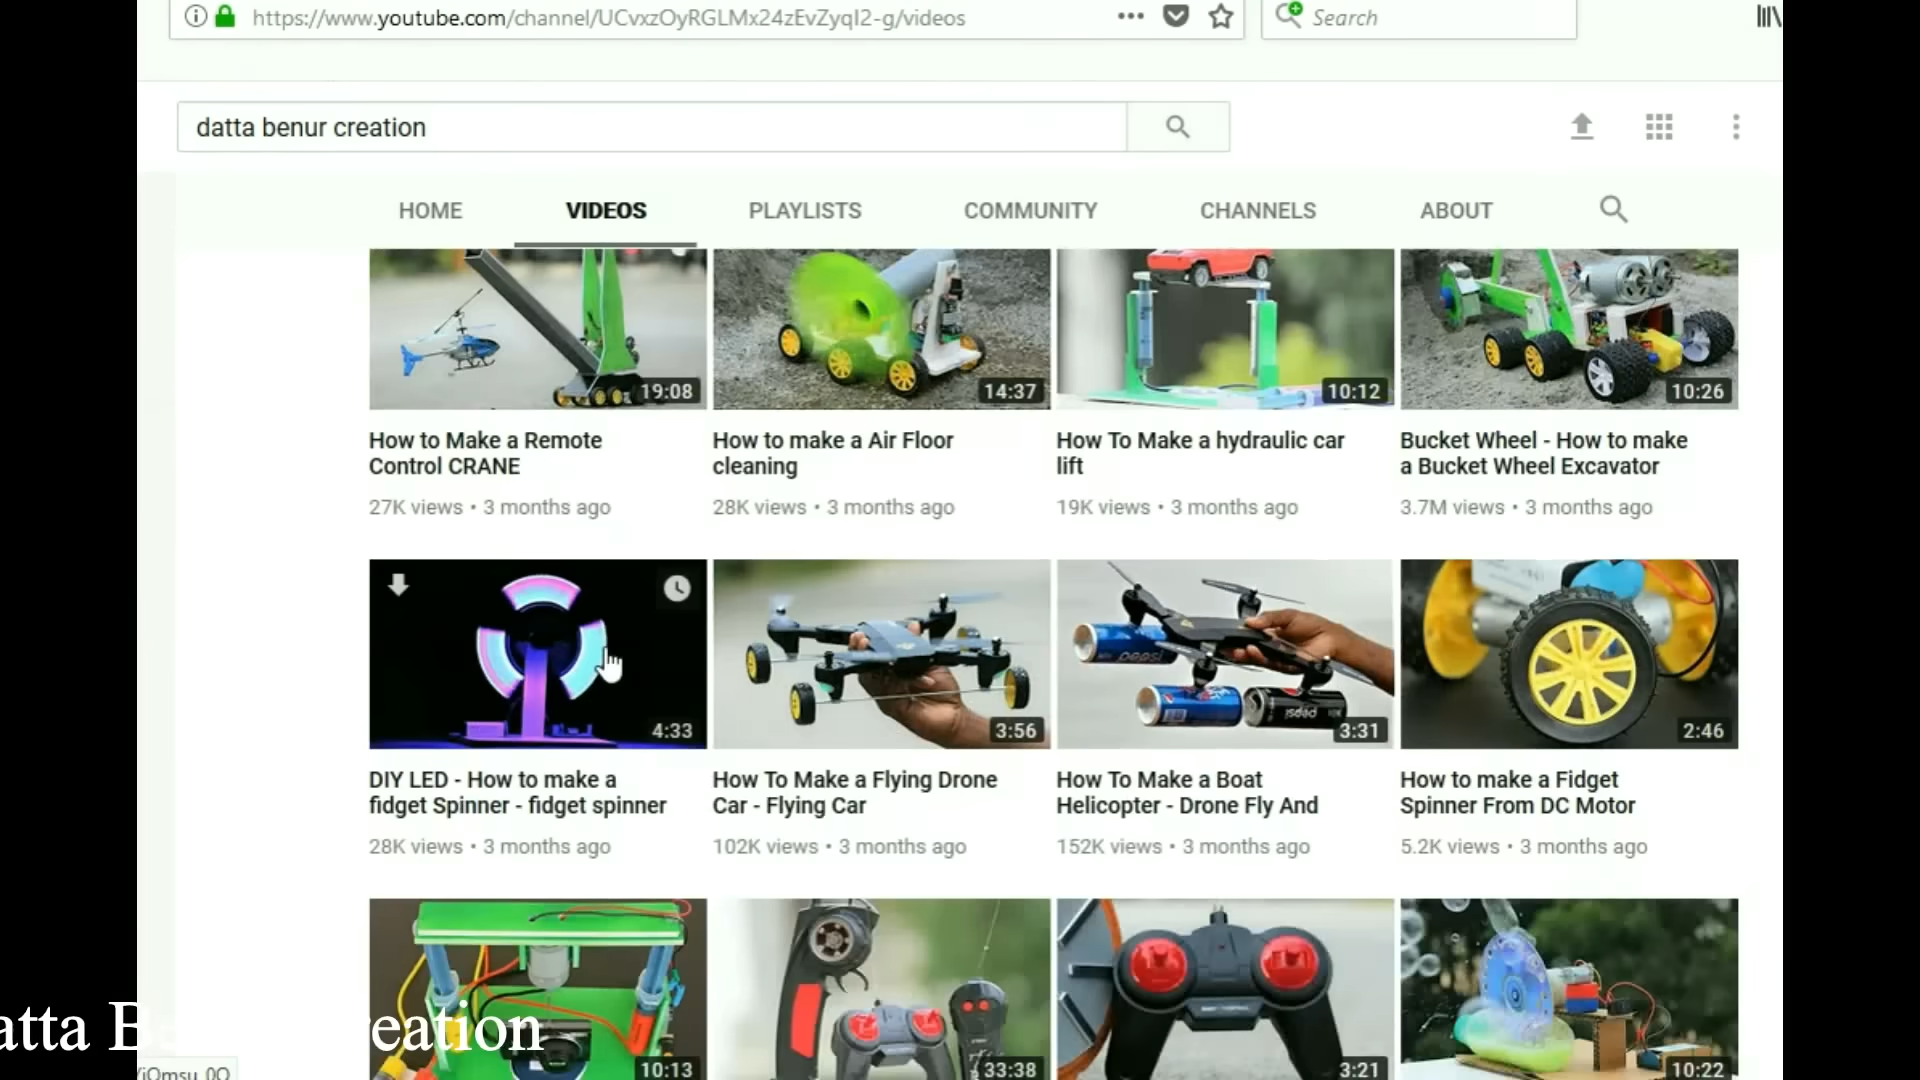 https://www.youtube.com/channel/UCvxzOyRGLMx24zEvZyqI2-g/videos
Search
datta benur creation
HOME VIDEOS PLAYLISTS COMMUNITY CHANNELS ABOUT
19:08 14:37 10:12 10:26
How to Make a Remote
Control CRANE
27K views • 3 months ago
How to make a Air Floor
cleaning
28K views • 3 months ago
How To Make a hydraulic car
lift
19K views • 3 months ago
Bucket Wheel - How to make
a Bucket Wheel Excavator
3.7M views • 3 months ago
pepsi
pepsi
4:33 3:56 3:31 2:46
DIY LED - How to make a
fidget Spinner - fidget spinner
28K views • 3 months ago
How To Make a Flying Drone
Car - Flying Car
102K views • 3 months ago
How To Make a Boat
Helicopter - Drone Fly And
152K views • 3 months ago
How to make a Fidget
Spinner From DC Motor
5.2K views • 3 months ago
atta B reation
10:13 33:38 3:21 10:22